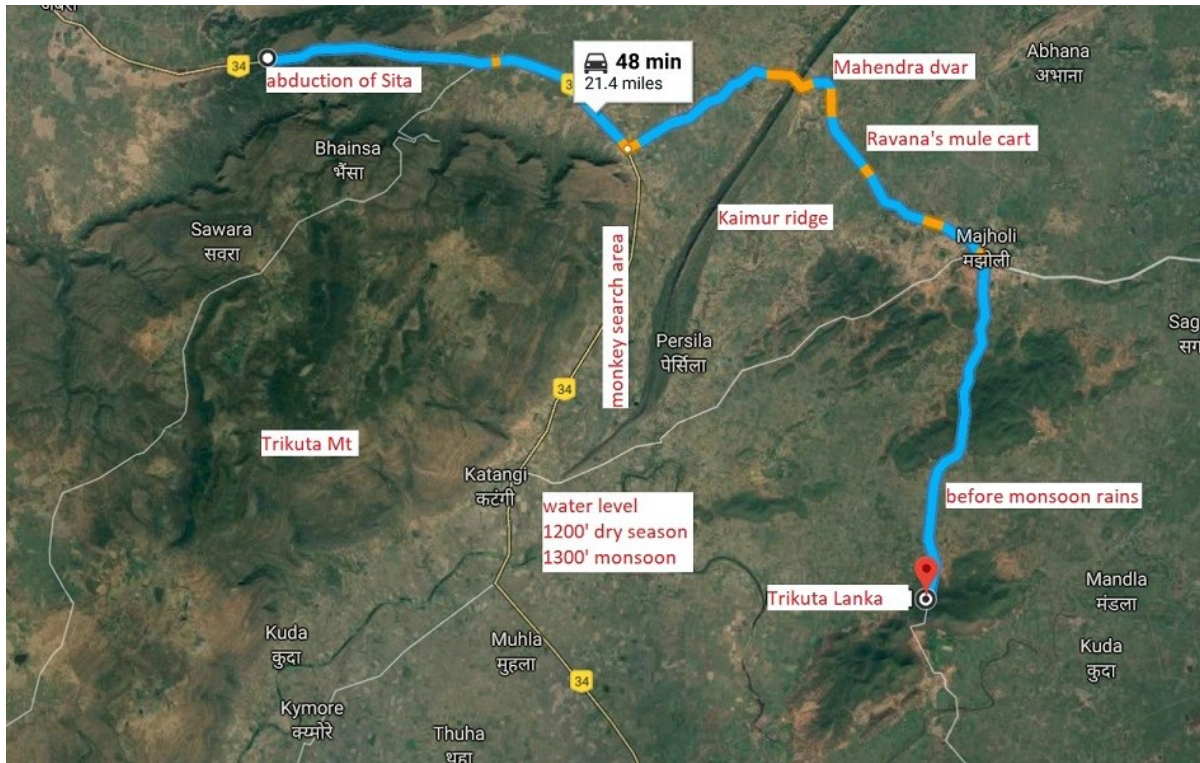 34
abduction of Sita
48 min
21.4 miles
3
Mahendra dvar
Abhana
अभाना
Ravana's mule cart
Bhainsa
भैंसा
Kaimur ridge
Sawara
सवरा
Majholi
मझोली
monkey search area
Persila
पेर्सिला
Sag
सग
34
Trikuta Mt
Katangi
कटंगी
water level
1200' dry season
1300' monsoon
before monsoon rains
Trikuta Lanka
Mandla
मंडला
Kuda
कुदा
Muhla
मुहला
Kuda
कुदा
34
Kymore
क्य्मोरे
Thuha
थुहा